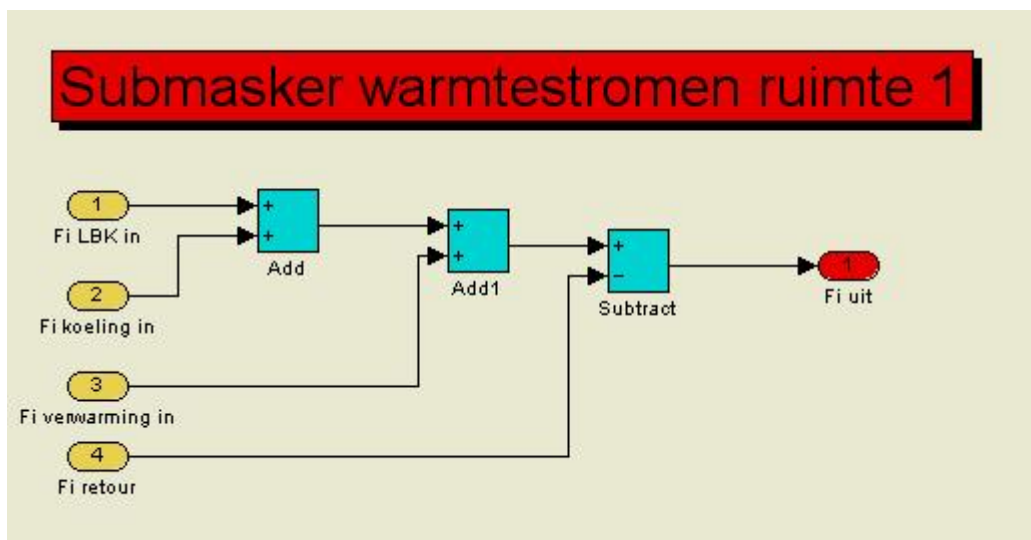 Submasker warmtestromen ruimte 1
1
+
+
Fi LBK in
Add
2
Fi koeling in
+
+
Add1
+
−
Subtract
1
Fi uit
3
Fi verwarming in
4
Fi retour